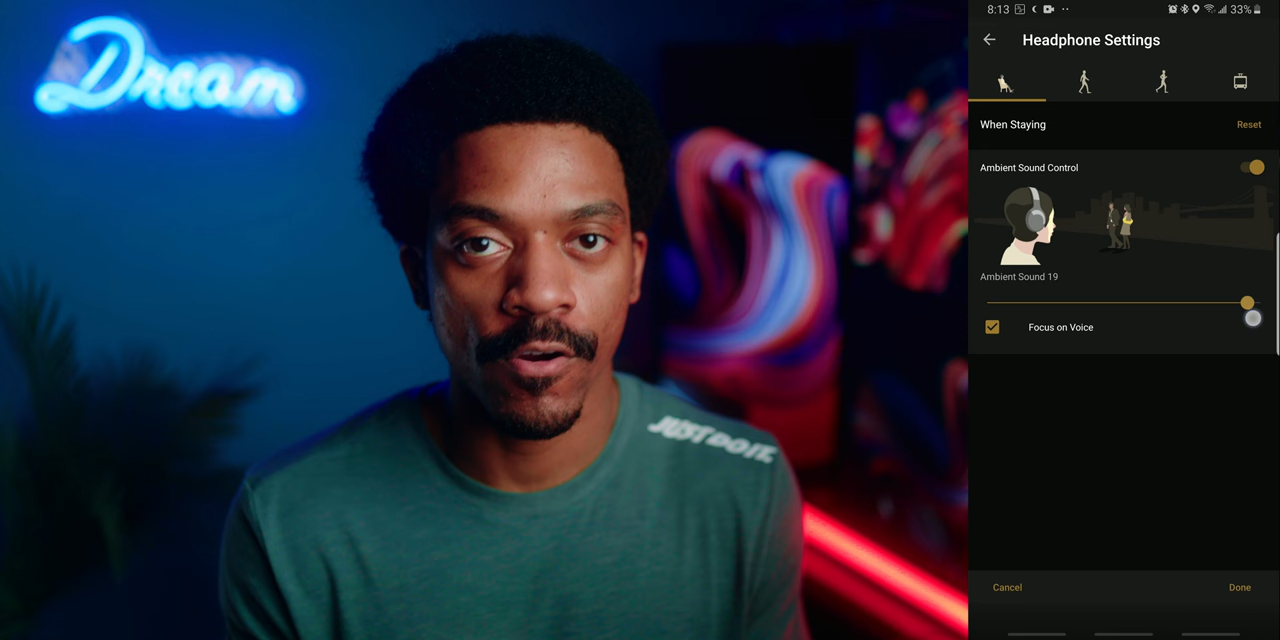 Dream
JUST DO IT
8:13
33%
Headphone Settings
When Staying
Reset
Ambient Sound Control
Ambient Sound 19
Focus on Voice
Cancel
Done